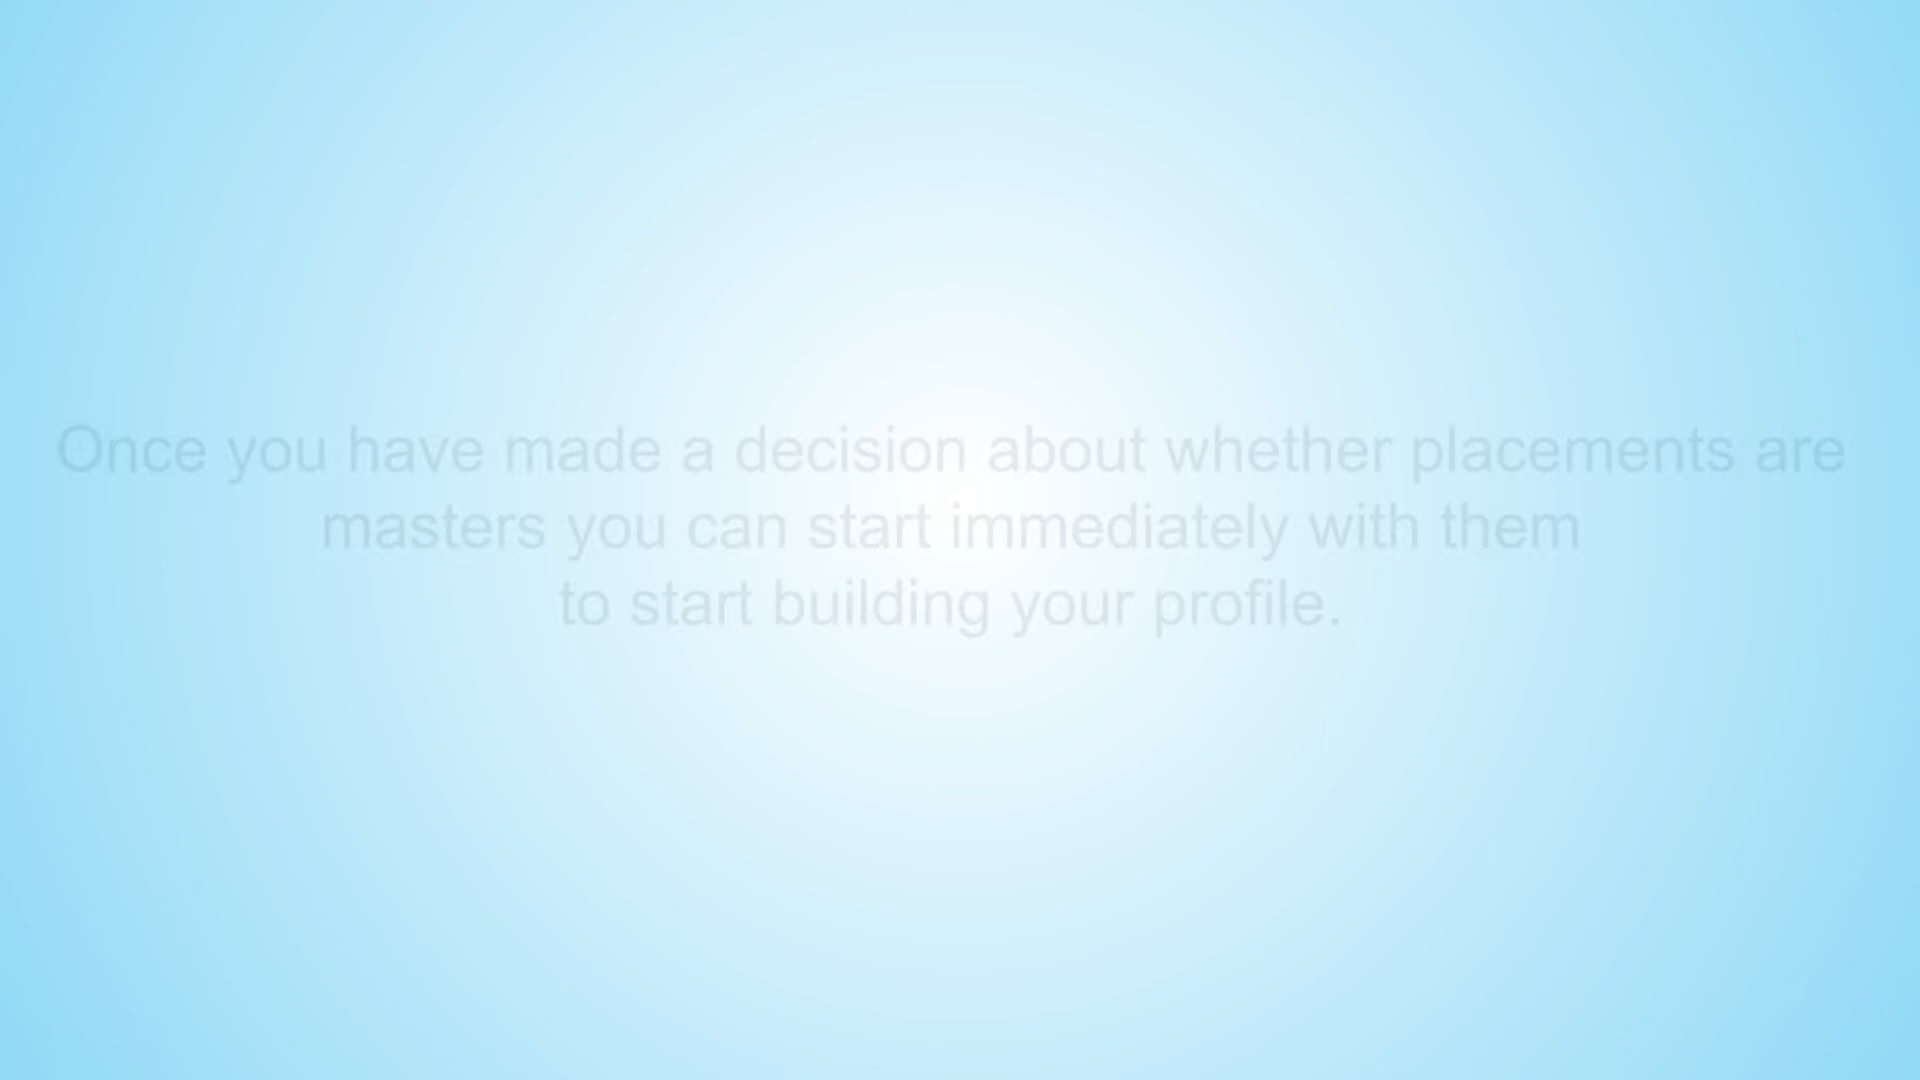 Once you have made a decision about whether placements are
masters you can start immediately with them
to start building your profile.